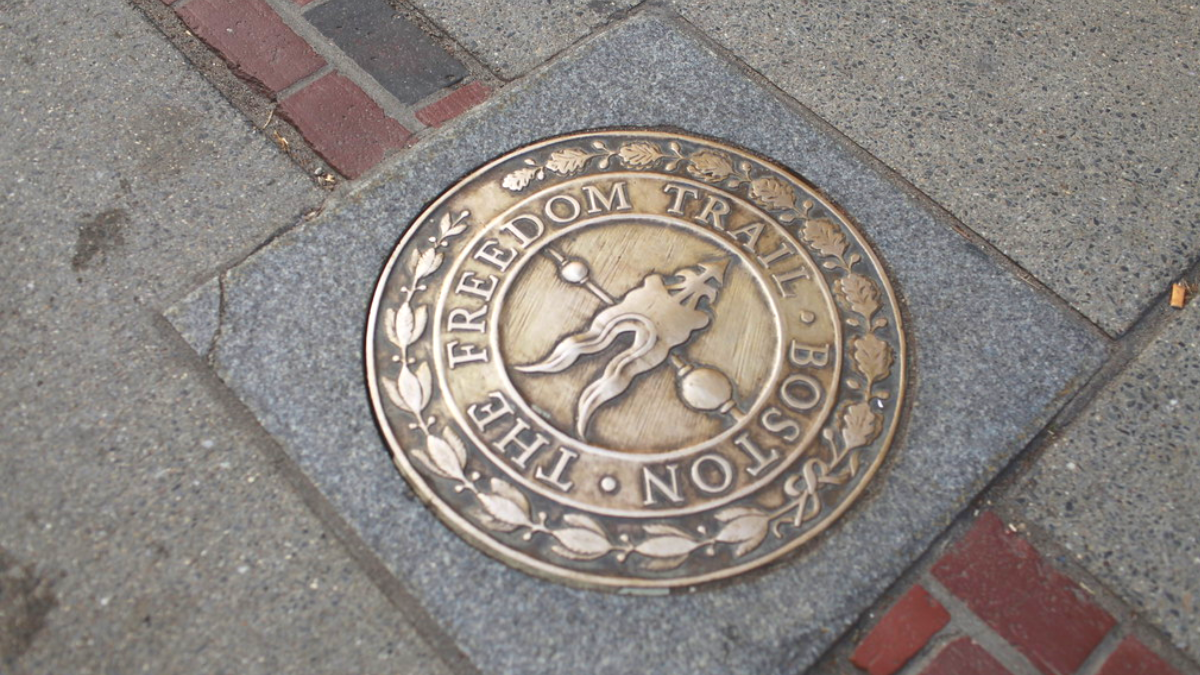 THE FREEDOM TRAIL • BOSTON •